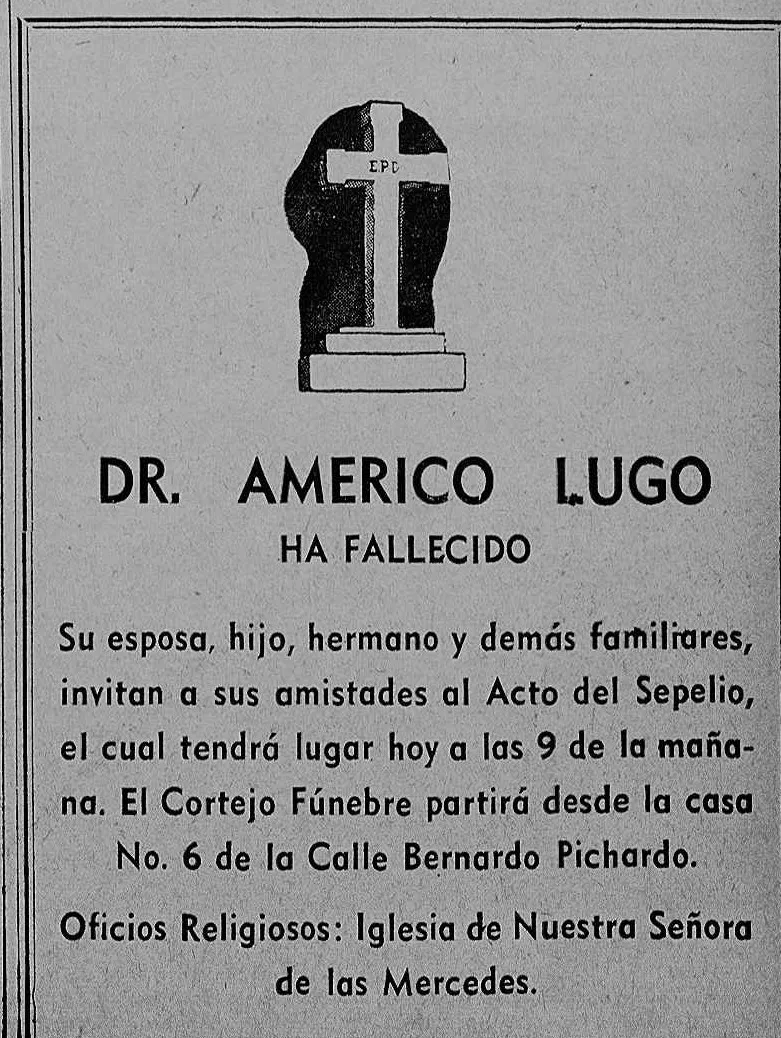 E.P.D
DR. AMERICO LUGO
HA FALLECIDO
Su esposa, hijo, hermano y demás familiares,
invitan a sus amistades al Acto del Sepelio,
el cual tendrá lugar hoy a las 9 de la maña-
na. El Cortejo Fúnebre partirá desde la casa
No. 6 de la Calle Bernardo Pichardo.
Oficios Religiosos: Iglesia de Nuestra Señora
de las Mercedes.